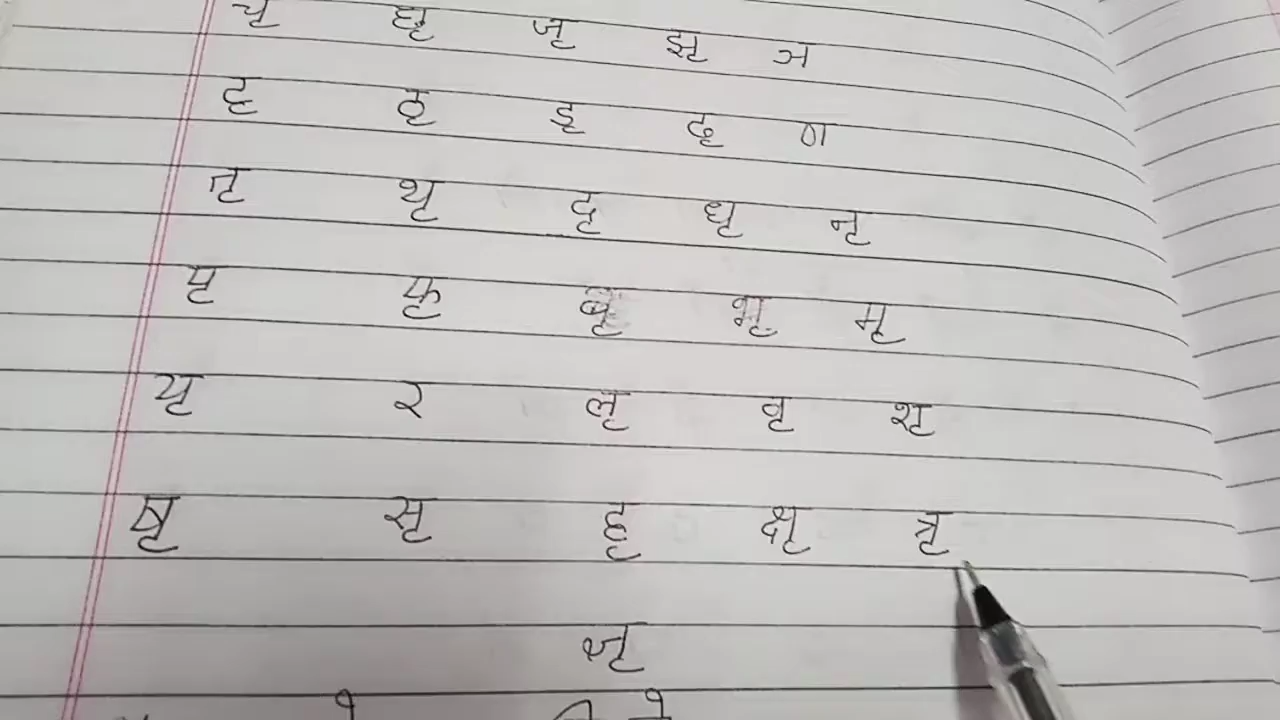 चृ छृ जृ झृ ञ
टृ ठृ डृ ढृ ण
तृ थृ दृ धृ नृ
पृ फृ बृ भृ मृ
यृ र लृ वृ शृ
षृ सृ हृ क्षृ त्रृ
ज्ञृ